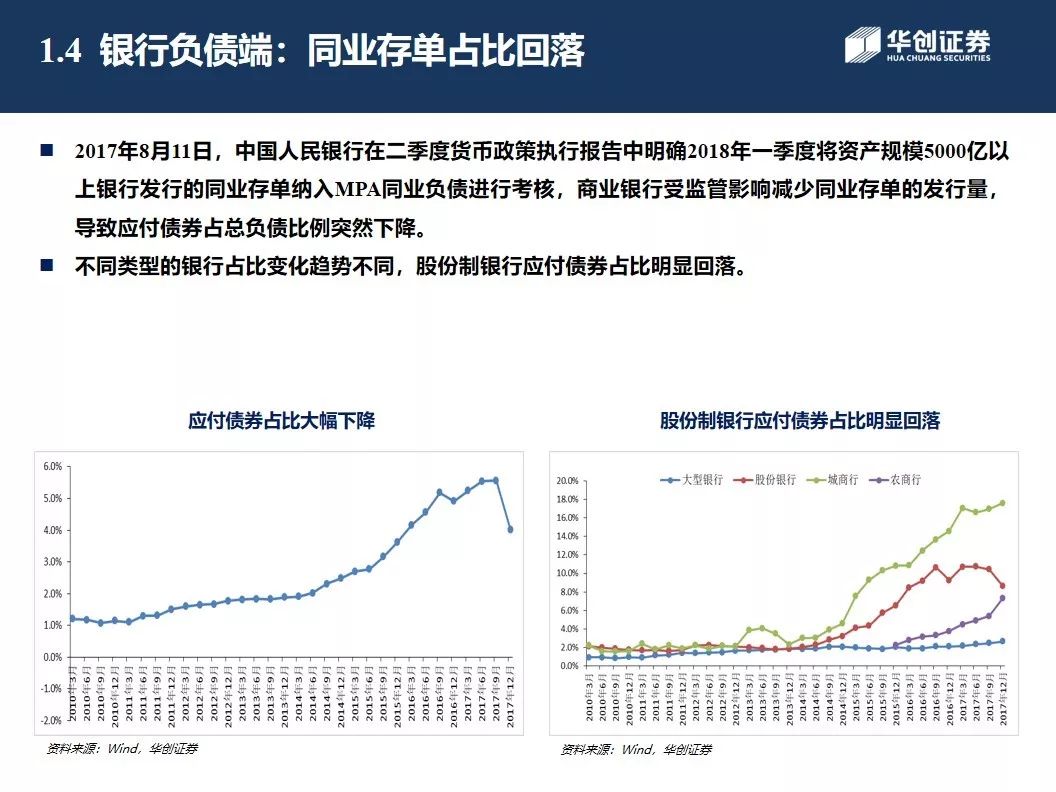 1.4 银行负债端：同业存单占比回落
华创证券
HUA CHUANG SECURITIES
2017年8月11日，中国人民银行在二季度货币政策执行报告中明确2018年一季度将资产规模5000亿以
上银行发行的同业存单纳入MPA同业负债进行考核，商业银行受监管影响减少同业存单的发行量，
导致应付债券占总负债比例突然下降。
不同类型的银行占比变化趋势不同，股份制银行应付债券占比明显回落。
应付债券占比大幅下降
6.0%
5.0%
4.0%
3.0%
2.0%
1.0%
0.0%
-1.0%
-2.0%
2010年3月
2010年6月
2010年9月
2010年12月
2011年3月
2011年6月
2011年9月
2011年12月
2012年3月
2012年6月
2012年9月
2012年12月
2013年3月
2013年6月
2013年9月
2013年12月
2014年3月
2014年6月
2014年9月
2014年12月
2015年3月
2015年6月
2015年9月
2015年12月
2016年3月
2016年6月
2016年9月
2016年12月
2017年3月
2017年6月
2017年9月
2017年12月
资料来源：Wind，华创证券
股份制银行应付债券占比明显回落
大型银行 股份银行 城商行 农商行
20.0%
18.0%
16.0%
14.0%
12.0%
10.0%
8.0%
6.0%
4.0%
2.0%
0.0%
2010年3月
2010年6月
2010年9月
2010年12月
2011年3月
2011年6月
2011年9月
2011年12月
2012年3月
2012年6月
2012年9月
2012年12月
2013年3月
2013年6月
2013年9月
2013年12月
2014年3月
2014年6月
2014年9月
2014年12月
2015年3月
2015年6月
2015年9月
2015年12月
2016年3月
2016年6月
2016年9月
2016年12月
2017年3月
2017年6月
2017年9月
2017年12月
资料来源：Wind，华创证券